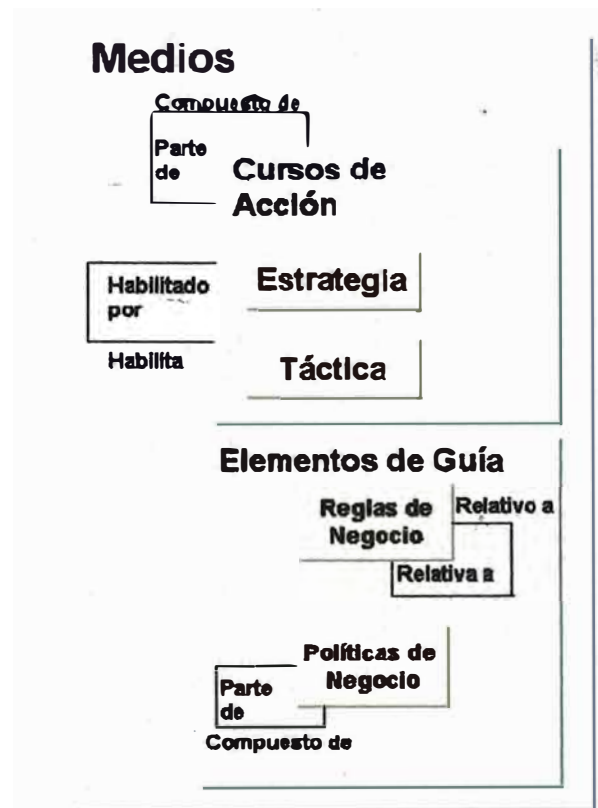 Medios
Compuesto de
Parte
de
Cursos de
Acción
Habilitado
por
Estrategia
Habilita
Táctica
Elementos de Guía
Reglas de
Negocio
Relativo a
Relativa a
Políticas de
Negocio
Parte
de
Compuesto de